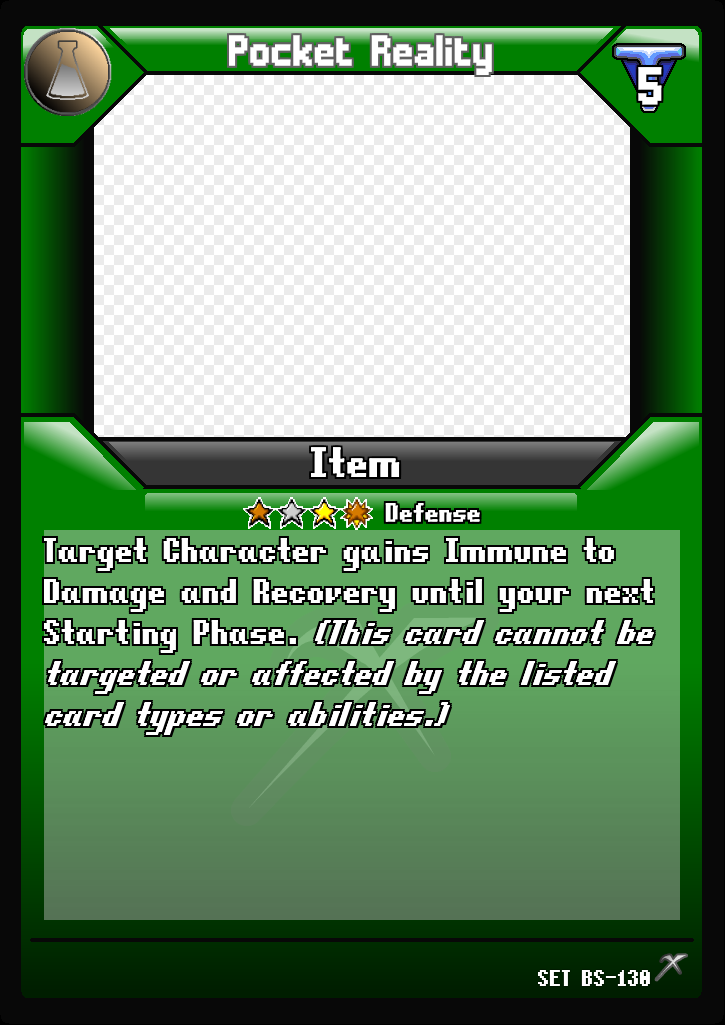 Pocket Reality
5
Item
Defense
Target Character gains Immune to
Damage and Recovery until your next
Starting Phase. (This card cannot be
targeted or affected by the listed
card types or abilities.)
SET BS-130